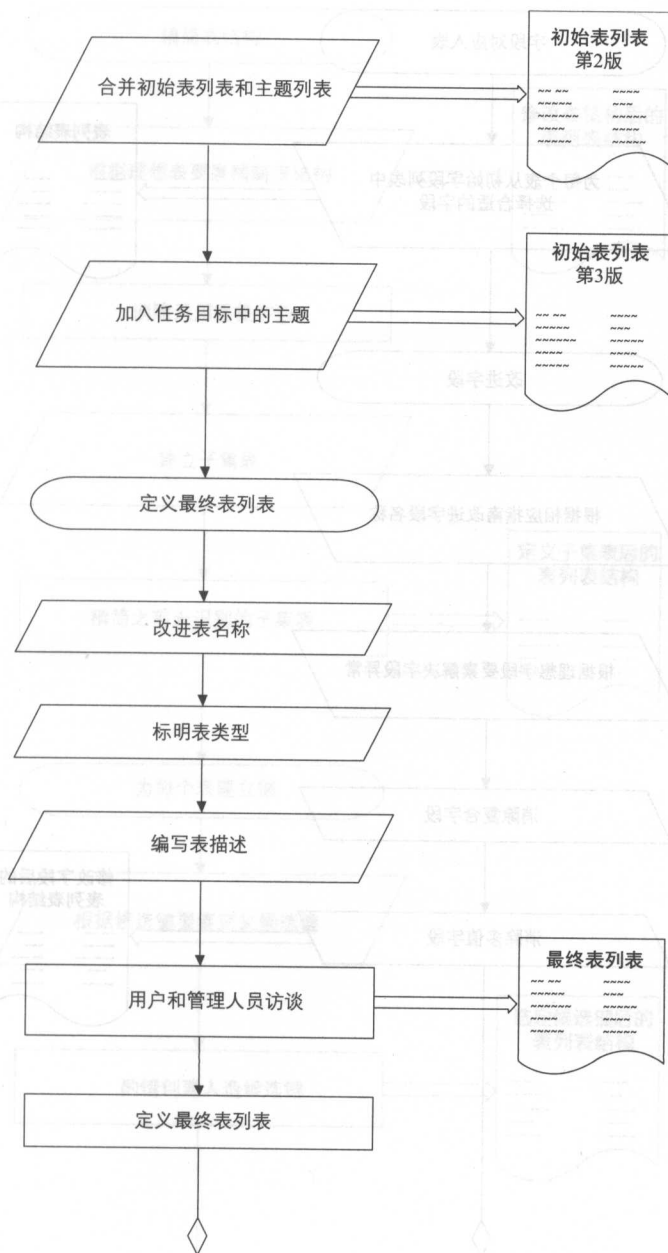 合并初始表列表和主题列表
初始表列表
第2版
加入任务目标中的主题
初始表列表
第3版
定义最终表列表
改进表名称
标明表类型
编写表描述
用户和管理人员访谈
最终表列表
定义最终表列表